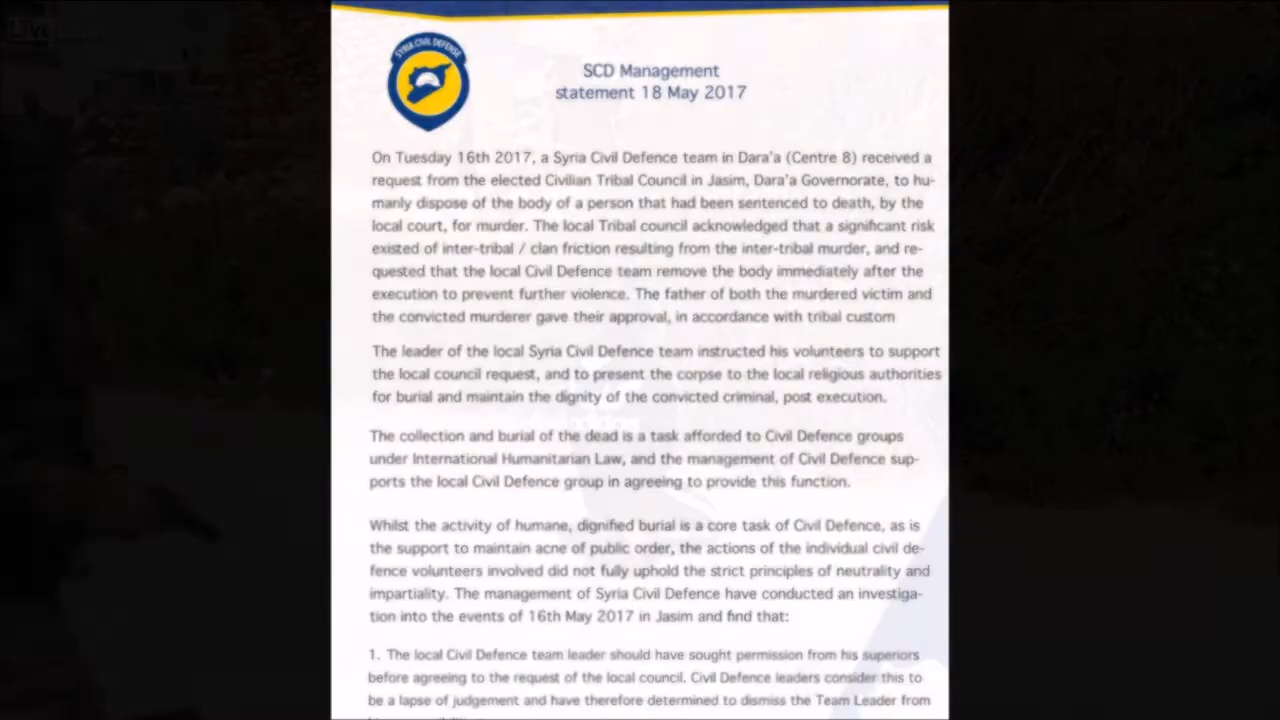 SYRIA CIVIL DEFENSE
SCD Management
statement 18 May 2017
On Tuesday 16th 2017, a Syria Civil Defence team in Dara'a (Centre 8) received a
request from the elected Civilian Tribal Council in Jasim, Dara'a Governorate, to hu-
manly dispose of the body of a person that had been sentenced to death, by the
local court, for murder. The local Tribal council acknowledged that a significant risk
existed of inter-tribal / clan friction resulting from the inter-tribal murder, and re-
quested that the local Civil Defence team remove the body immediately after the
execution to prevent further violence. The father of both the murdered victim and
the convicted murderer gave their approval, in accordance with tribal custom
The leader of the local Syria Civil Defence team instructed his volunteers to support
the local council request, and to present the corpse to the local religious authorities
for burial and maintain the dignity of the convicted criminal, post execution.
The collection and burial of the dead is a task afforded to Civil Defence groups
under International Humanitarian Law, and the management of Civil Defence sup-
ports the local Civil Defence group in agreeing to provide this function.
Whilst the activity of humane, dignified burial is a core task of Civil Defence, as is
the support to maintain acne of public order, the actions of the individual civil de-
fence volunteers involved did not fully uphold the strict principles of neutrality and
impartiality. The management of Syria Civil Defence have conducted an investiga-
tion into the events of 16th May 2017 in Jasim and find that:
1. The local Civil Defence team leader should have sought permission from his superiors
before agreeing to the request of the local council. Civil Defence leaders consider this to
be a lapse of judgement and have therefore determined to dismiss the Team Leader from